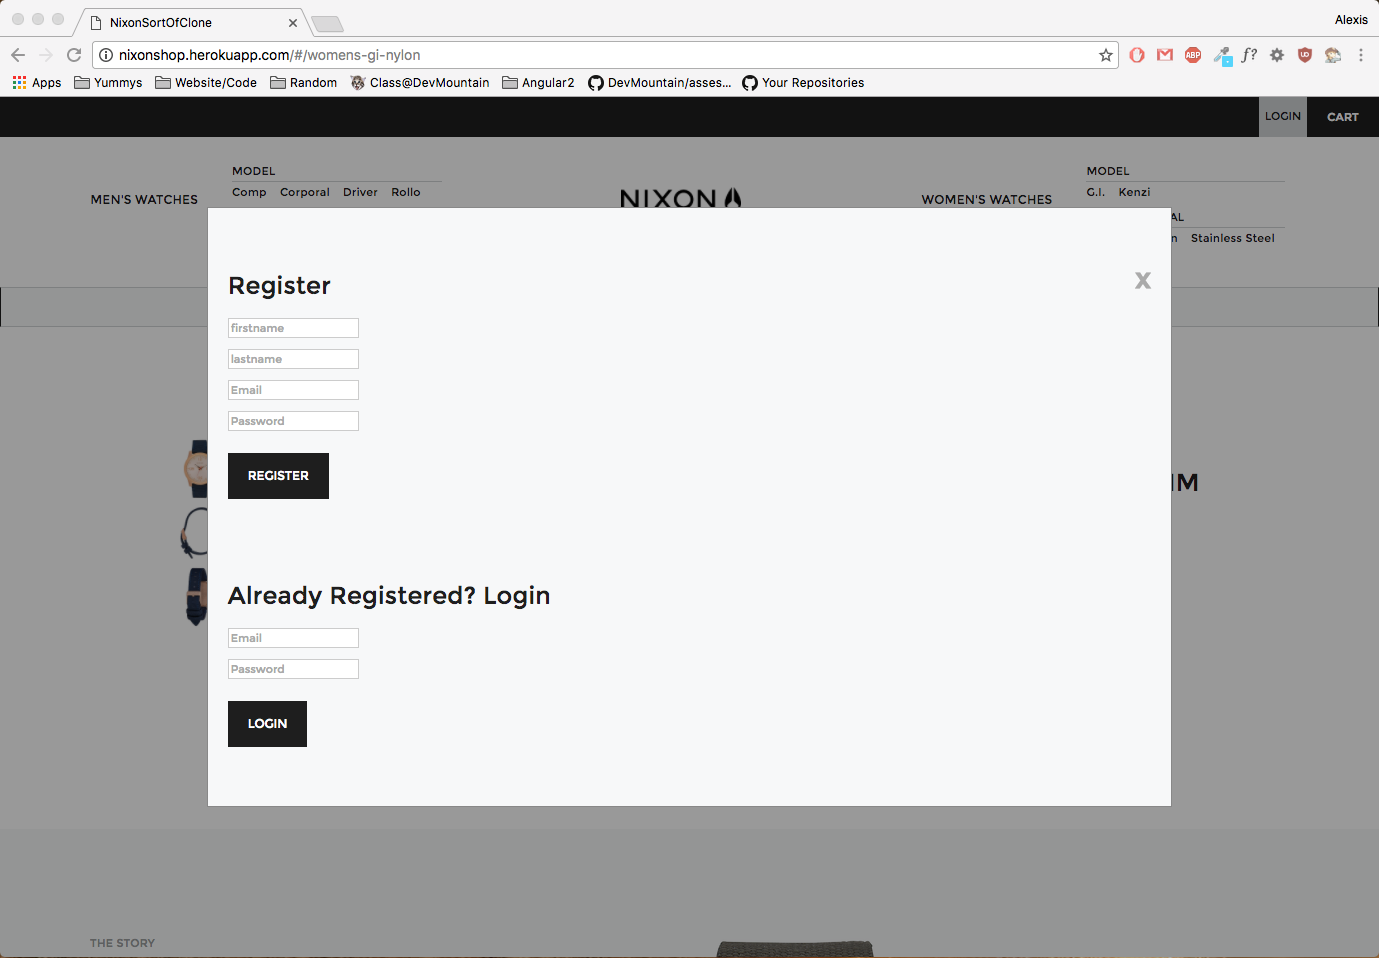 NixonSortOfClone
Alexis
nixonshop.herokuapp.com/#/womens-gi-nylon
ABP
f?
Apps Yummys Website/Code Random Class@DevMountain Angular2 DevMountain/asses... Your Repositories
LOGIN CART
MODEL
MEN'S WATCHES
Comp Corporal Driver Rollo
NIXON
WOMEN'S WATCHES
MODEL
G.I. Kenzi
Stainless Steel
Register
X
firstname
lastname
Email
Password
REGISTER
Already Registered? Login
Email
Password
LOGIN
THE STORY